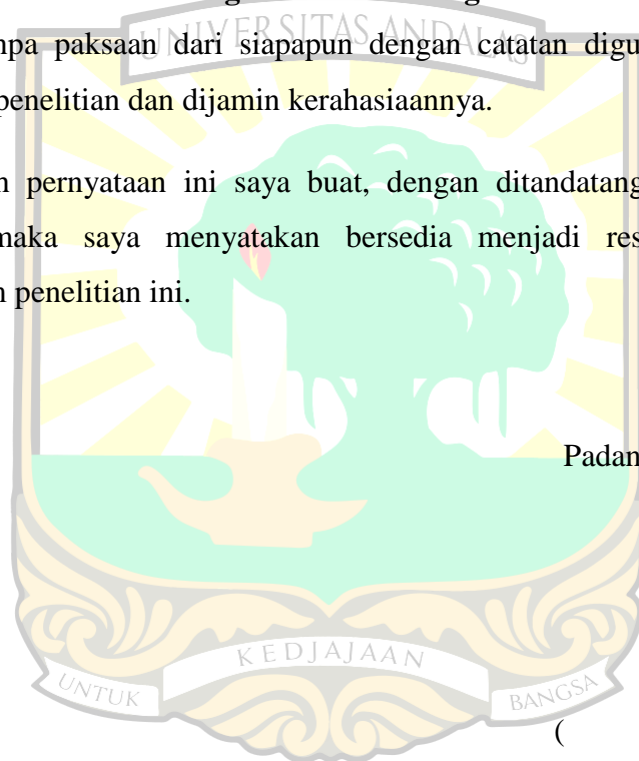 UNIVERSITAS ANDALAS
npa paksaan dari siapapun dengan catatan digu
penelitian dan dijamin kerahasiaannya.
n pernyataan ini saya buat, dengan ditandatang
maka saya menyatakan bersedia menjadi res
n penelitian ini.
Padan
KEDJAJAAN
UNTUK BANGSA
(